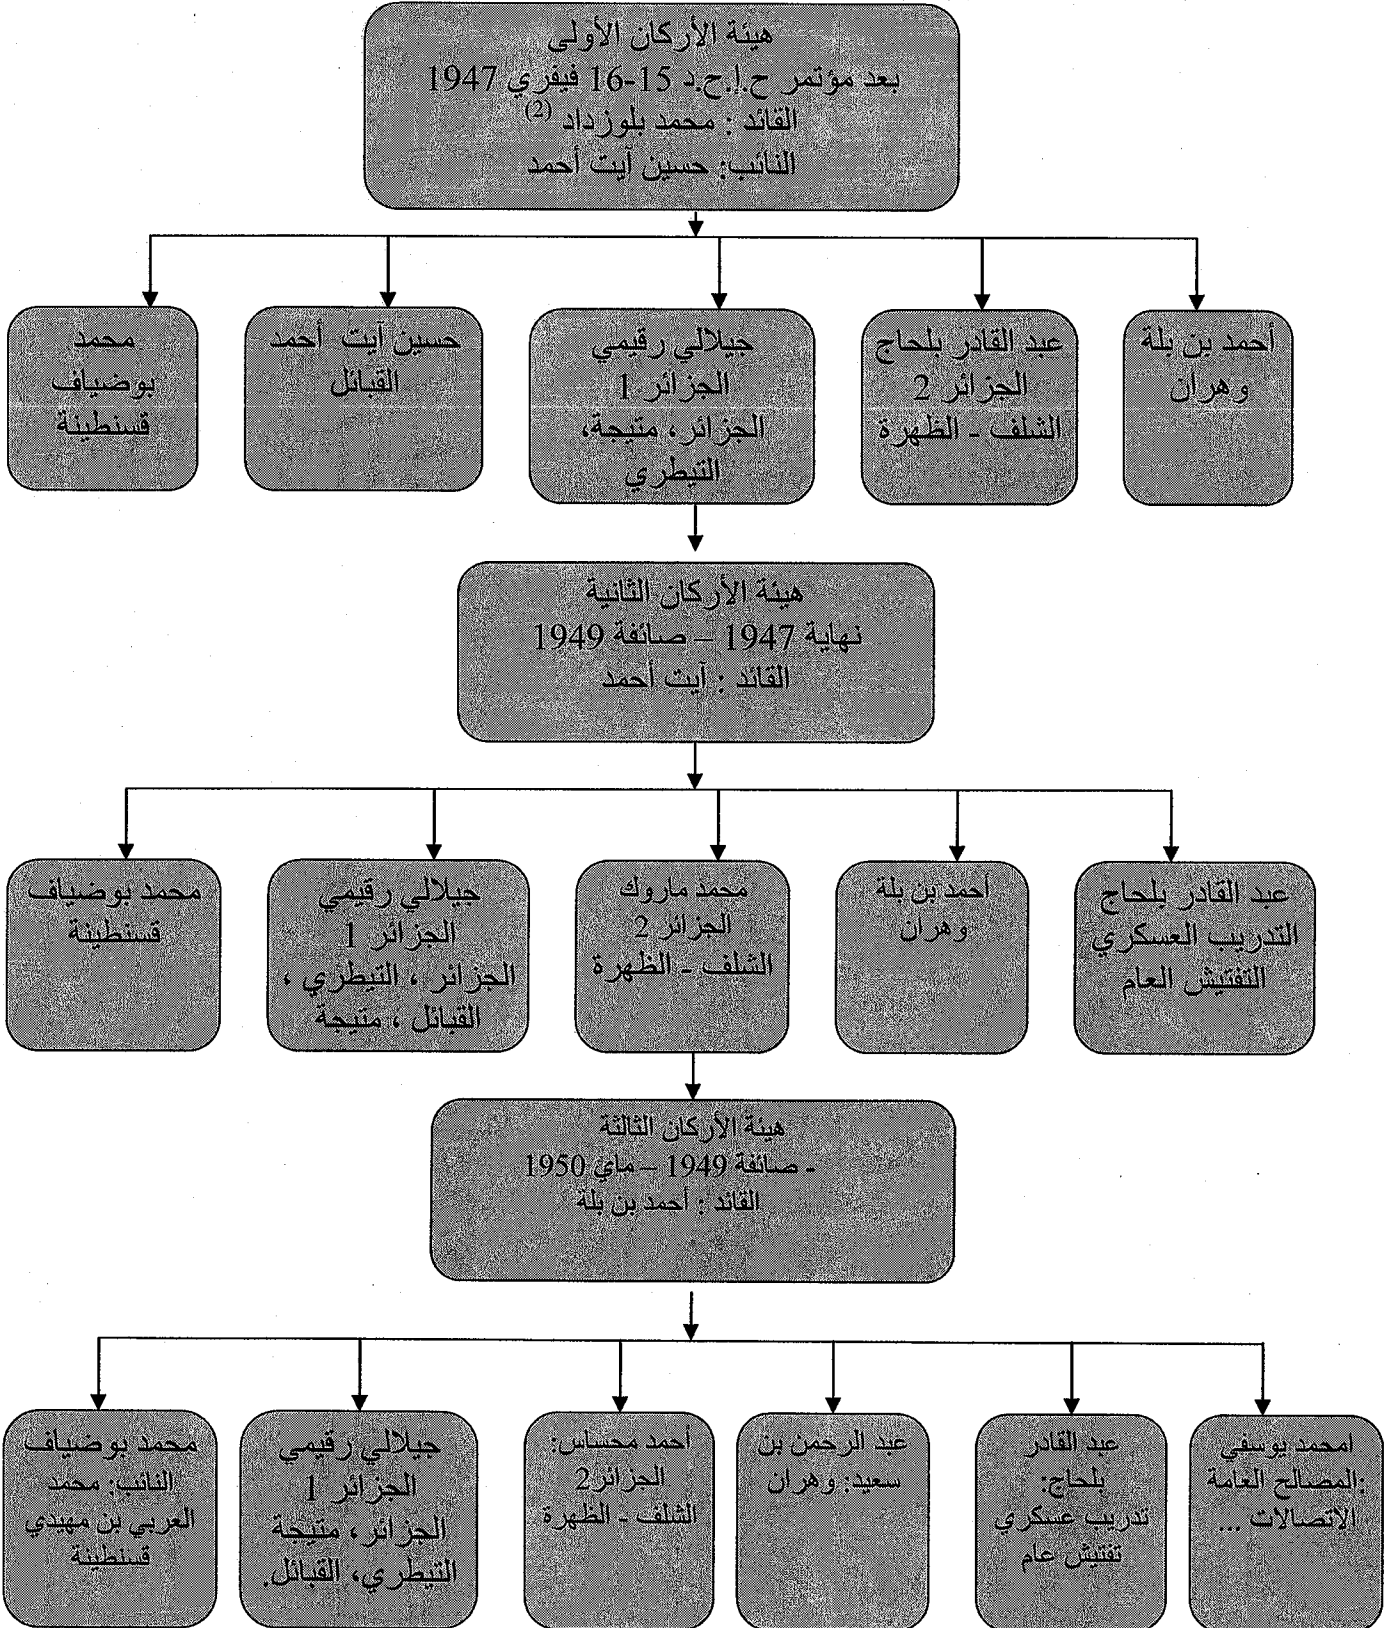 هيئة الأركان الأولى
بعد مؤتمر ح.إ.ح.د 15-16 فيفري 1947
القائد : محمد بلوزداد (2)
النائب: حسين آيت أحمد
أحمد بن بلة
وهران
عبد القادر بلحاج
الجزائر 2
الشلف - الظهرة
جيلالي رقيمي
الجزائر 1
الجزائر، متيجة،
التيطري
حسين آيت أحمد
القبائل
محمد
بوضياف
قسنطينة
هيئة الأركان الثانية
نهاية 1947 – صائفة 1949
القائد : آيت أحمد
عبد القادر بلحاج
التدريب العسكري
التفتيش العام
أحمد بن بلة
وهران
محمد ماروك
الجزائر 2
الشلف - الظهرة
جيلالي رقيمي
الجزائر 1
الجزائر ، التيطري ،
القبائل ، متيجة
محمد بوضياف
قسنطينة
هيئة الأركان الثالثة
- صائفة 1949 – ماي 1950
القائد : أحمد بن بلة
امحمد يوسفي
:المصالح العامة
الاتصالات ...
عبد القادر
بلحاج:
تدريب عسكري
تفتيش عام
عبد الرحمن بن
سعيد: وهران
أحمد محساس:
الجزائر2
الشلف - الظهرة
جيلالي رقيمي
الجزائر 1
الجزائر، متيجة
التيطري، القبائل.
محمد بوضياف
النائب: محمد
العربي بن مهيدي
قسنطينة